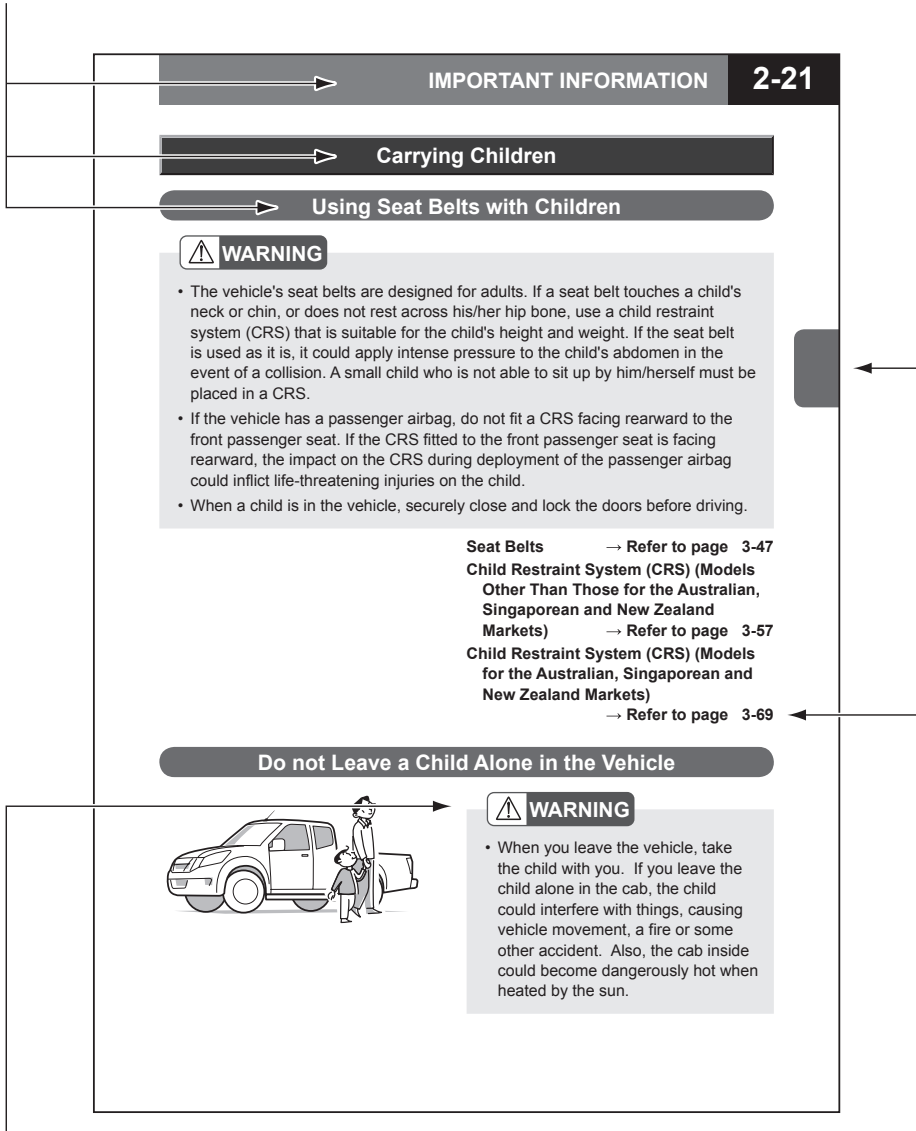 IMPORTANT INFORMATION 2-21
Carrying Children
Using Seat Belts with Children
WARNING
• The vehicle's seat belts are designed for adults. If a seat belt touches a child's
neck or chin, or does not rest across his/her hip bone, use a child restraint
system (CRS) that is suitable for the child's height and weight. If the seat belt
is used as it is, it could apply intense pressure to the child's abdomen in the
event of a collision. A small child who is not able to sit up by him/herself must be
placed in a CRS.
• If the vehicle has a passenger airbag, do not fit a CRS facing rearward to the
front passenger seat. If the CRS fitted to the front passenger seat is facing
rearward, the impact on the CRS during deployment of the passenger airbag
could inflict life-threatening injuries on the child.
• When a child is in the vehicle, securely close and lock the doors before driving.
Seat Belts → Refer to page 3-47
Child Restraint System (CRS) (Models
Other Than Those for the Australian,
Singaporean and New Zealand
Markets) → Refer to page 3-57
Child Restraint System (CRS) (Models
for the Australian, Singaporean and
New Zealand Markets)
→ Refer to page 3-69
Do not Leave a Child Alone in the Vehicle
WARNING
• When you leave the vehicle, take
the child with you. If you leave the
child alone in the cab, the child
could interfere with things, causing
vehicle movement, a fire or some
other accident. Also, the cab inside
could become dangerously hot when
heated by the sun.